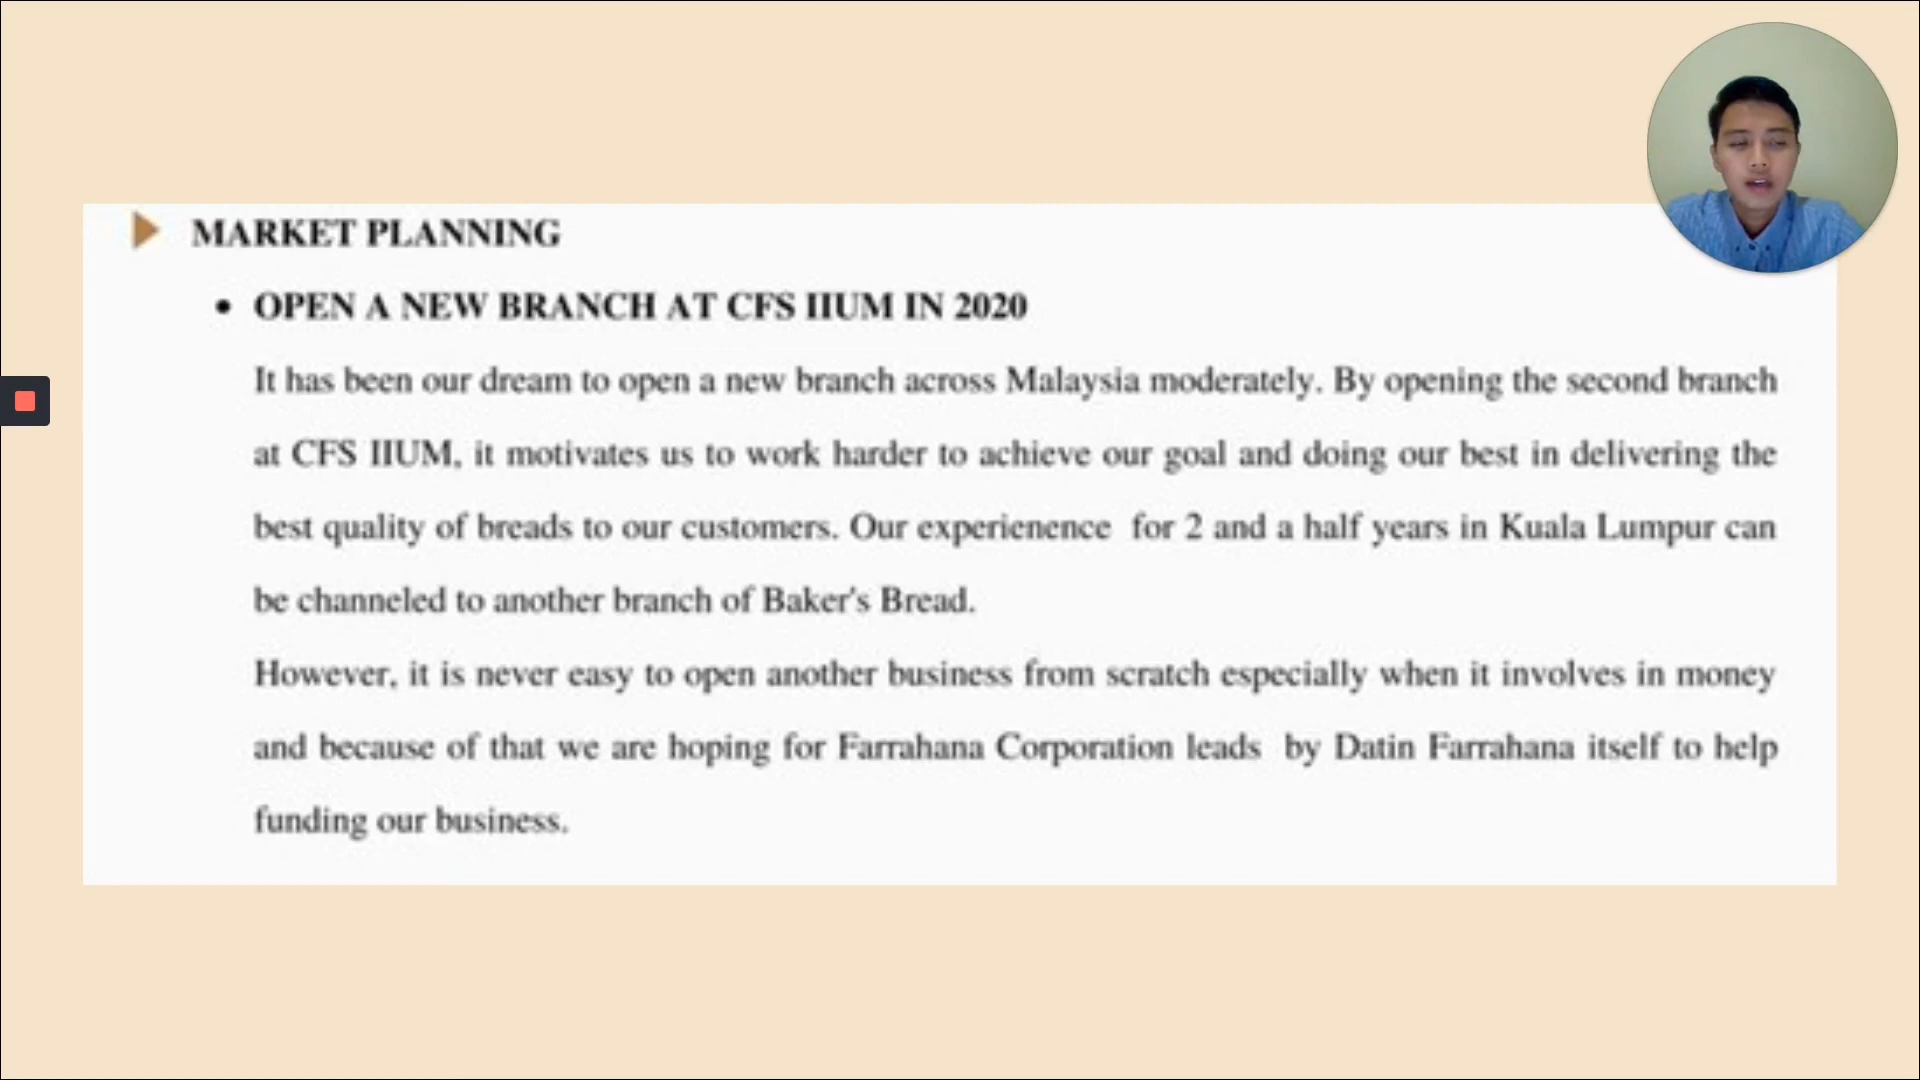 MARKET PLANNING
• OPEN A NEW BRANCH AT CFS IIUM IN 2020
It has been our dream to open a new branch across Malaysia moderately. By opening the second branch
at CFS IIUM, it motivates us to work harder to achieve our goal and doing our best in delivering the
best quality of breads to our customers. Our experienence for 2 and a half years in Kuala Lumpur can
be channeled to another branch of Baker's Bread.
However, it is never easy to open another business from scratch especially when it involves in money
and because of that we are hoping for Farrahana Corporation leads by Datin Farrahana itself to help
funding our business.